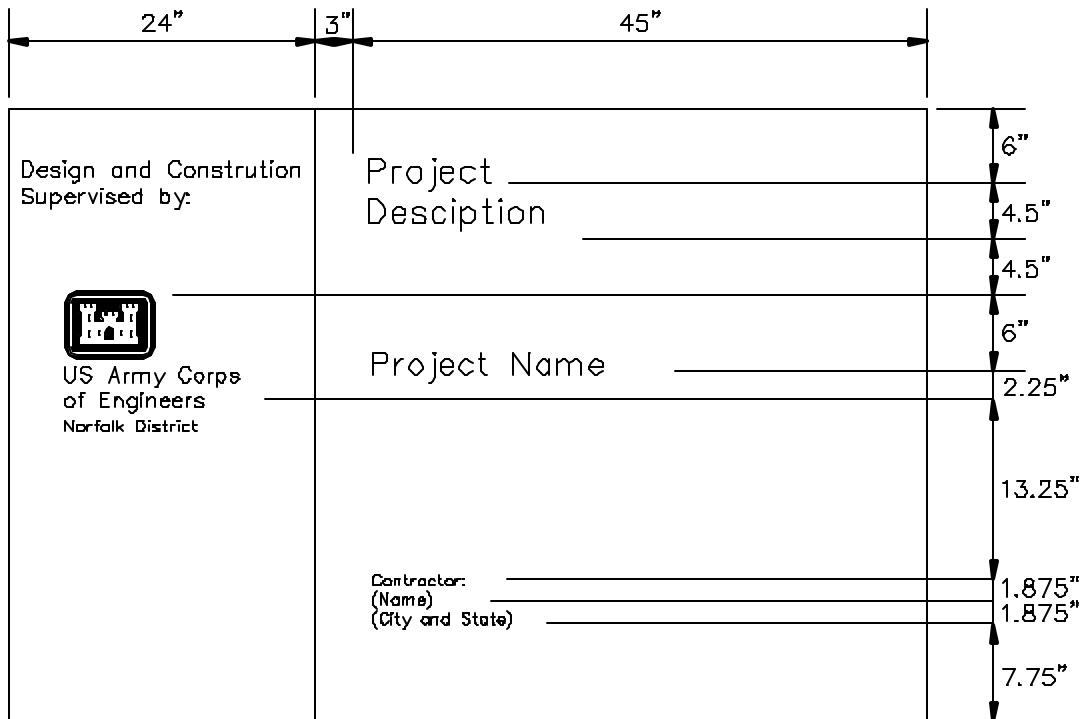 24" 3" 45"
Design and Constrution
Supervised by:
Project
Desciption
6"
4.5"
4.5"
6"
Project Name
2.25"
US Army Corps
of Engineers
Norfolk District
13.25"
Contractor:
(Name)
(City and State)
1.875"
1.875"
7.75"